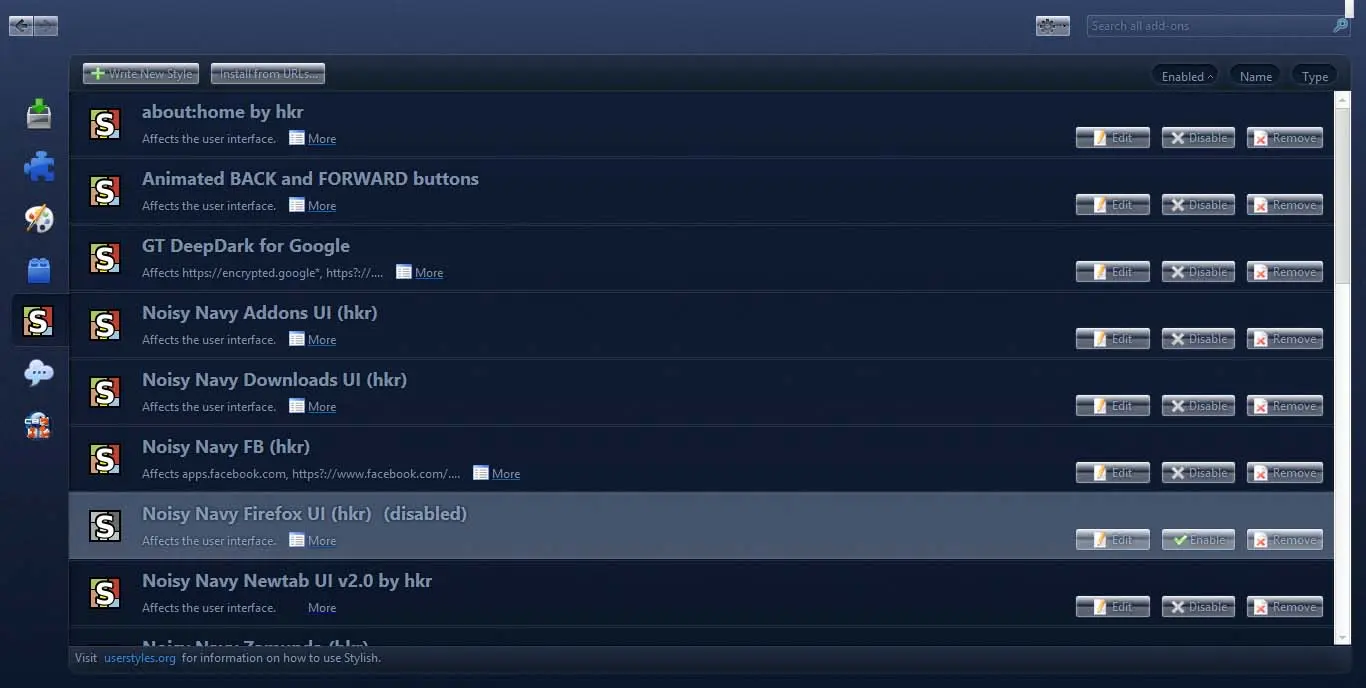 Search all add-ons
Write New Style Install from URLs... Enabled Name Type
about:home by hkr
Affects the user interface. More Edit Disable Remove
Animated BACK and FORWARD buttons
Affects the user interface. More Edit Disable Remove
GT DeepDark for Google
Affects https://encrypted.google*, https?://.... More Edit Disable Remove
Noisy Navy Addons UI (hkr)
Affects the user interface. More Edit Disable Remove
Noisy Navy Downloads UI (hkr)
Affects the user interface. More Edit Disable Remove
Noisy Navy FB (hkr)
Affects apps.facebook.com, https?://www.facebook.com/.... More Edit Disable Remove
Noisy Navy Firefox UI (hkr) (disabled)
Affects the user interface. More Edit Enable Remove
Noisy Navy Newtab UI v2.0 by hkr
Affects the user interface. More Edit Disable Remove
Noisy Navy Zamunda (hkr)
Visit userstyles.org for information on how to use Stylish.